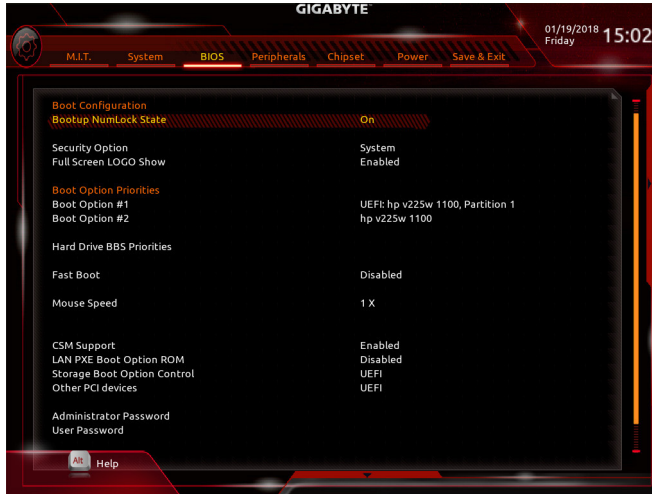 GIGABYTE™
01/19/2018 15:02
Friday
M.I.T. System BIOS Peripherals Chipset Power Save & Exit
Boot Configuration
Bootup NumLock State On
Security Option System
Full Screen LOGO Show Enabled
Boot Option Priorities
Boot Option #1 UEFI: hp v225w 1100, Partition 1
Boot Option #2 hp v225w 1100
Hard Drive BBS Priorities
Fast Boot Disabled
Mouse Speed 1 X
CSM Support Enabled
LAN PXE Boot Option ROM Disabled
Storage Boot Option Control UEFI
Other PCI devices UEFI
Administrator Password
User Password
Alt Help